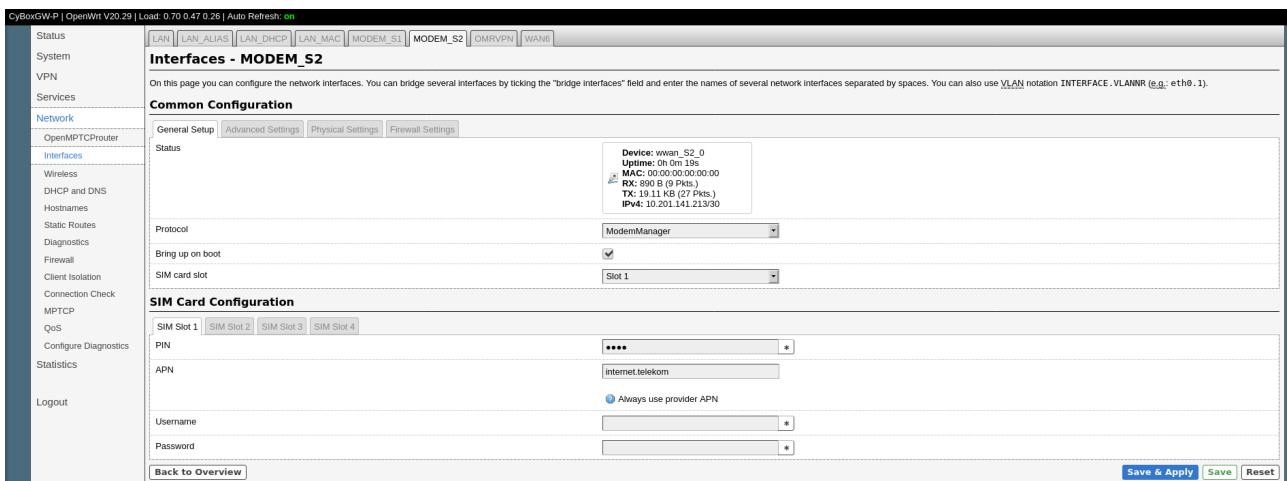 CyBoxGW-P | OpenWrt V20.29 | Load: 0.70 0.47 0.26 | Auto Refresh: on
Status
System
VPN
Services
Network
OpenMPTCProuter
Interfaces
Wireless
DHCP and DNS
Hostnames
Static Routes
Diagnostics
Firewall
Client Isolation
Connection Check
MPTCP
QoS
Configure Diagnostics
Statistics
Logout
LAN LAN_ALIAS LAN_DHCP LAN_MAC MODEM_S1 MODEM_S2 OMRVPN WAN6
Interfaces - MODEM_S2
On this page you can configure the network interfaces. You can bridge several interfaces by ticking the "bridge interfaces" field and enter the names of several network interfaces separated by spaces. You can also use VLAN notation INTERFACE.VLANNR (e.g.: eth0.1).
Common Configuration
General Setup Advanced Settings Physical Settings Firewall Settings
Status
Device: wwan_S2_0
Uptime: 0h 0m 19s
MAC: 00:00:00:00:00:00
RX: 890 B (9 Pkts.)
TX: 19.11 KB (27 Pkts.)
IPv4: 10.201.141.213/30
Protocol ModemManager
Bring up on boot
SIM card slot Slot 1
SIM Card Configuration
SIM Slot 1 SIM Slot 2 SIM Slot 3 SIM Slot 4
PIN •••• *
APN internet.telekom
Always use provider APN
Username *
Password *
Back to Overview Save & Apply Save Reset